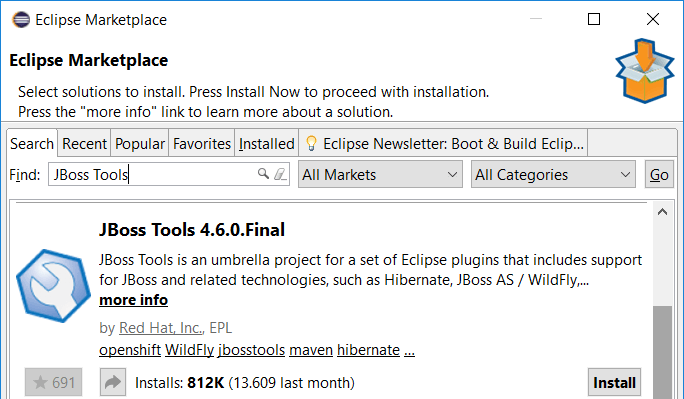 Eclipse Marketplace
Eclipse Marketplace
Select solutions to install. Press Install Now to proceed with installation.
Press the "more info" link to learn more about a solution.
Search Recent Popular Favorites Installed Eclipse Newsletter: Boot & Build Eclip...
Find: JBoss Tools All Markets All Categories Go
JBoss Tools 4.6.0.Final
JBoss Tools is an umbrella project for a set of Eclipse plugins that includes support
for JBoss and related technologies, such as Hibernate, JBoss AS / WildFly,...
more info
by Red Hat, Inc., EPL
openshift WildFly jbosstools maven hibernate ...
691 Installs: 812K (13.609 last month) Install